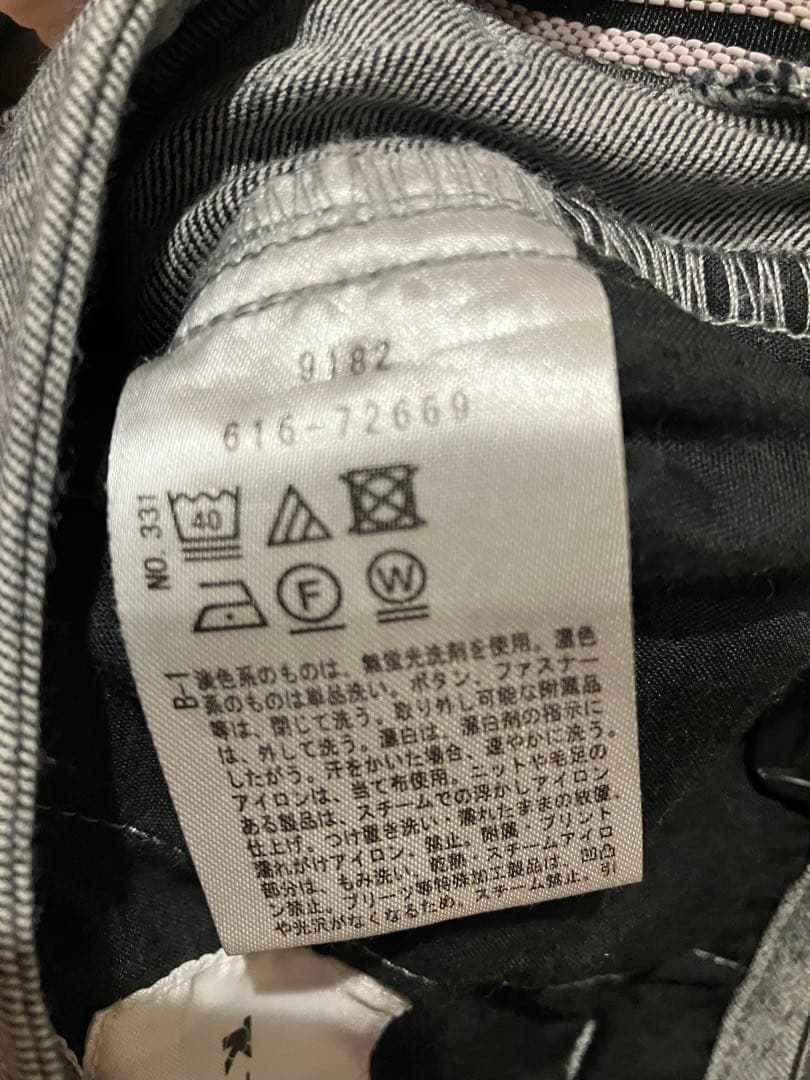 9182
616-72669
NO. 331
40
F
W
B-1
淡色系のものは、無蛍光洗剤を使用。濃色
系のものは単品洗い。ボタン、ファスナー
等は、閉じて洗う。取り外し可能な附属品
は、外して洗う。漂白は、漂白剤の指示に
したがう。汗をかいた場合、速やかに洗う。
アイロンは、当て布使用。ニットや毛足の
ある製品は、スチームでの浮かしアイロン
仕上げ。つけ置き洗い・濡れたままの放置、
濡れがけアイロン、禁止。附属・プリント
部分は、もみ洗い、乾熱・スチームアイロ
ン禁止。プリーツ等特殊加工製品は、凹凸
や光沢がなくなるため、スチーム禁止。引